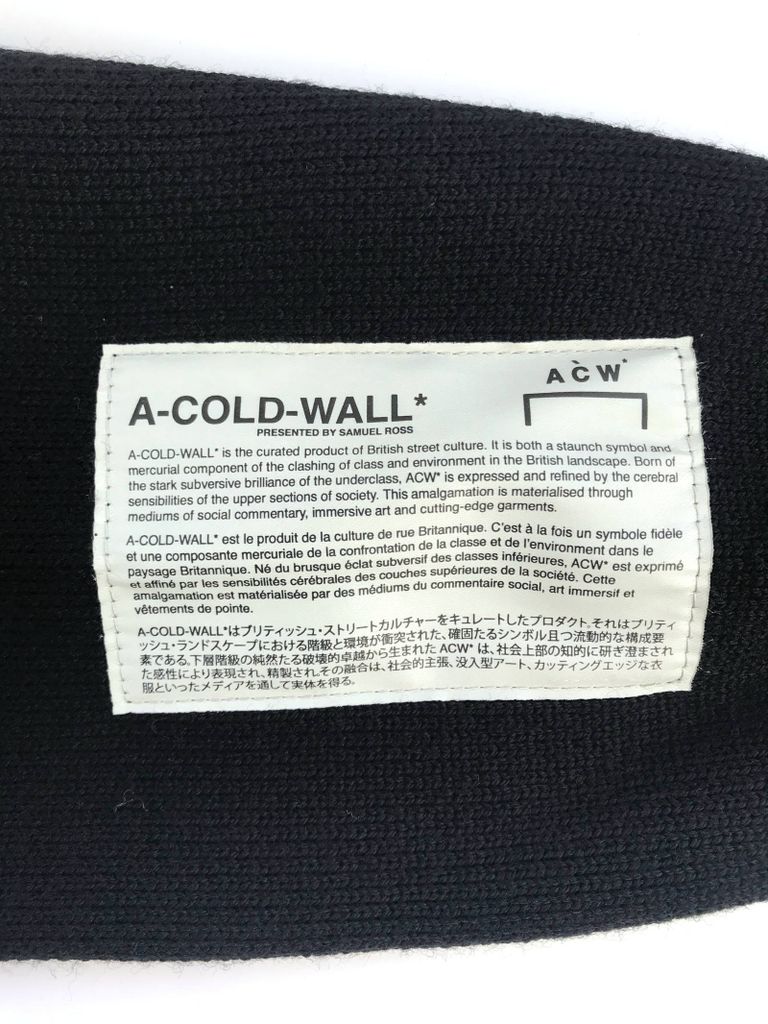 A-COLD-WALL*
PRESENTED BY SAMUEL ROSS
ACW*
A-COLD-WALL* is the curated product of British street culture. It is both a staunch symbol and
mercurial component of the clashing of class and environment in the British landscape. Born of
the stark subversive brilliance of the underclass, ACW* is expressed and refined by the cerebral
sensibilities of the upper sections of society. This amalgamation is materialised through
mediums of social commentary, immersive art and cutting-edge garments.
A-COLD-WALL* est le produit de la culture de rue Britannique. C'est à la fois un symbole fidèle
et une composante mercuriale de la confrontation de la classe et de l'environment dans le
paysage Britannique. Né du brusque éclat subversif des classes inférieures, ACW* est exprimé
et affiné par les sensibilités cérébrales des couches supérieures de la société. Cette
amalgamation est matérialisée par des médiums du commentaire social, art immersif et
vêtements de pointe.
A-COLD-WALL*はブリティッシュ・ストリートカルチャーをキュレートしたプロダクト。それはブリティ
ッシュ・ランドスケープにおける階級と環境が衝突された、確固たるシンボル且つ流動的な構成要
素である。下層階級の純然たる破壊的卓越から生まれた ACW* は、社会上部の知的に研ぎ澄まされ
た感性により表現され、精製され。その融合は、社会的主張、没入型アート、カッティングエッジな衣
服といったメディアを通して実体を得る。